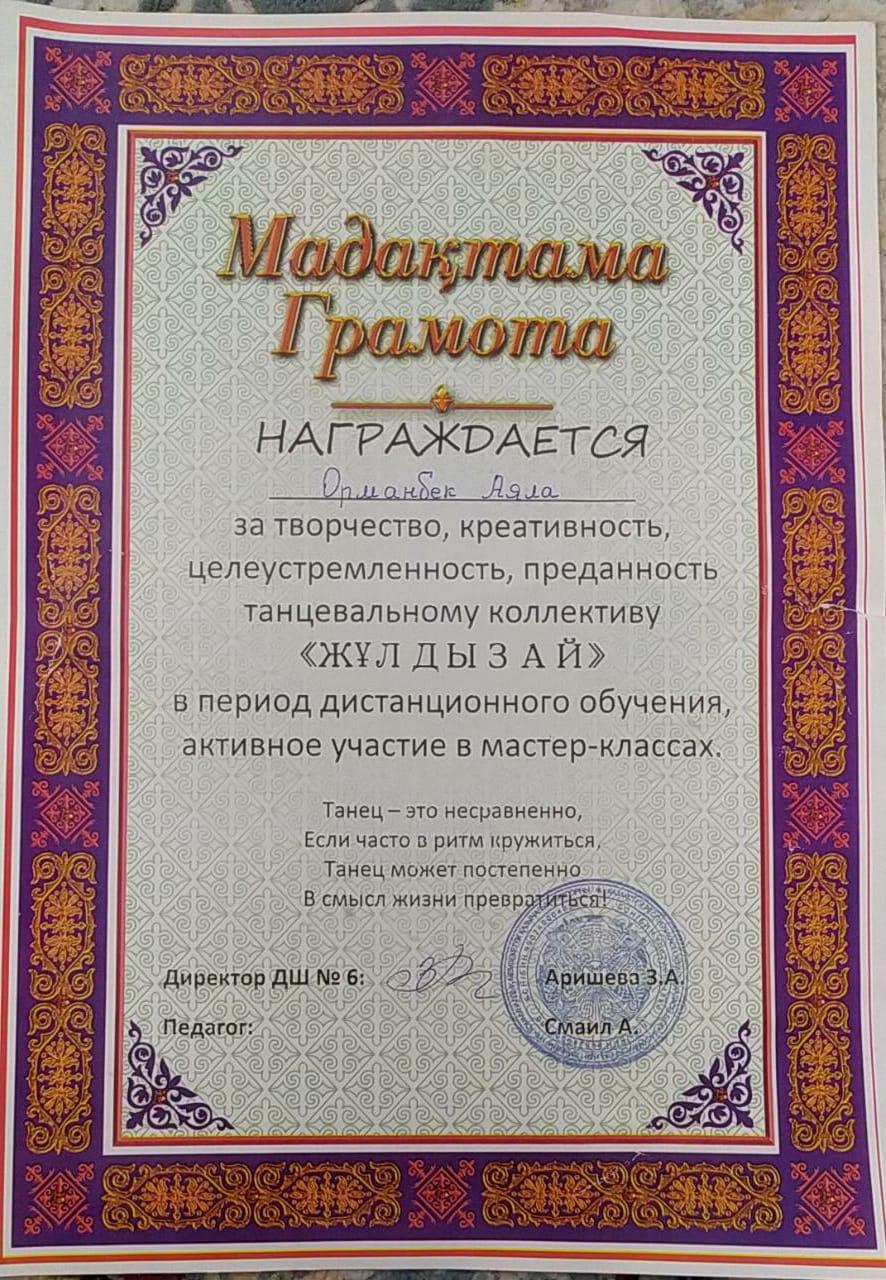 Мадақтама
Грамота
НАГРАЖДАЕТСЯ
Орманбек Аяла
за творчество, креативность,
целеустремленность, преданность
танцевальному коллективу
«ЖҰЛДЫЗАЙ»
в период дистанционного обучения,
активное участие в мастер-классах.
Танец – это несравненно,
Если часто в ритм кружиться,
Танец может постепенно
В смысл жизни превратиться!
Директор ДШ № 6: Аришева З.А.
Педагог: Смаил А.